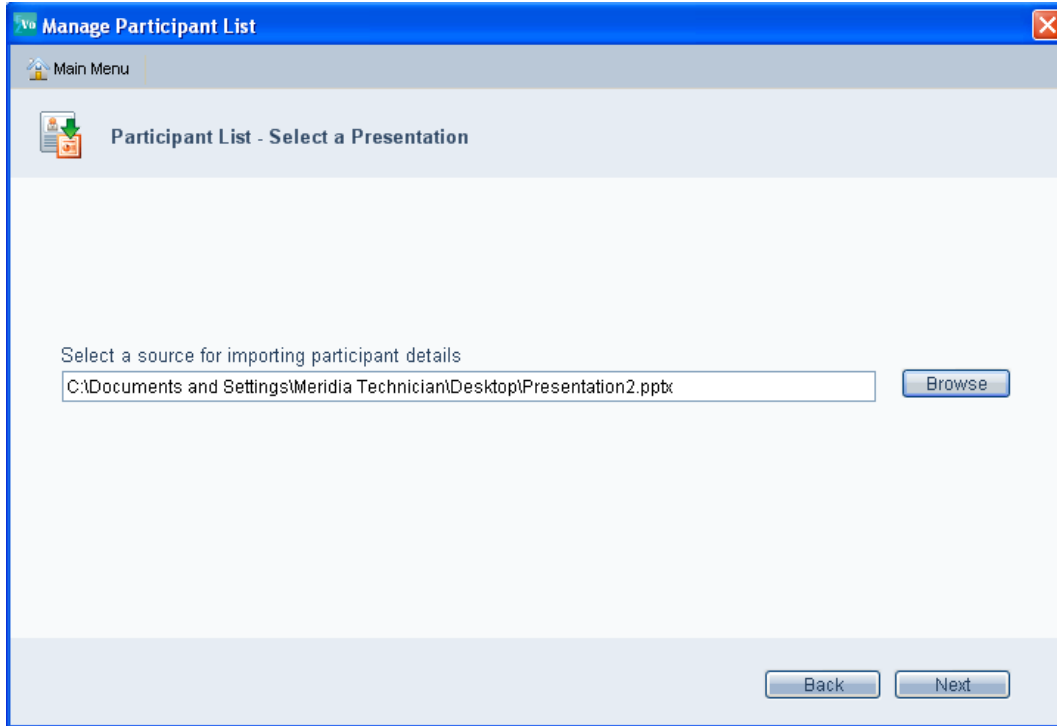 Manage Participant List
Main Menu
Participant List - Select a Presentation
Select a source for importing participant details
C:\Documents and Settings\Meridia Technician\Desktop\Presentation2.pptx
Browse
Back
Next